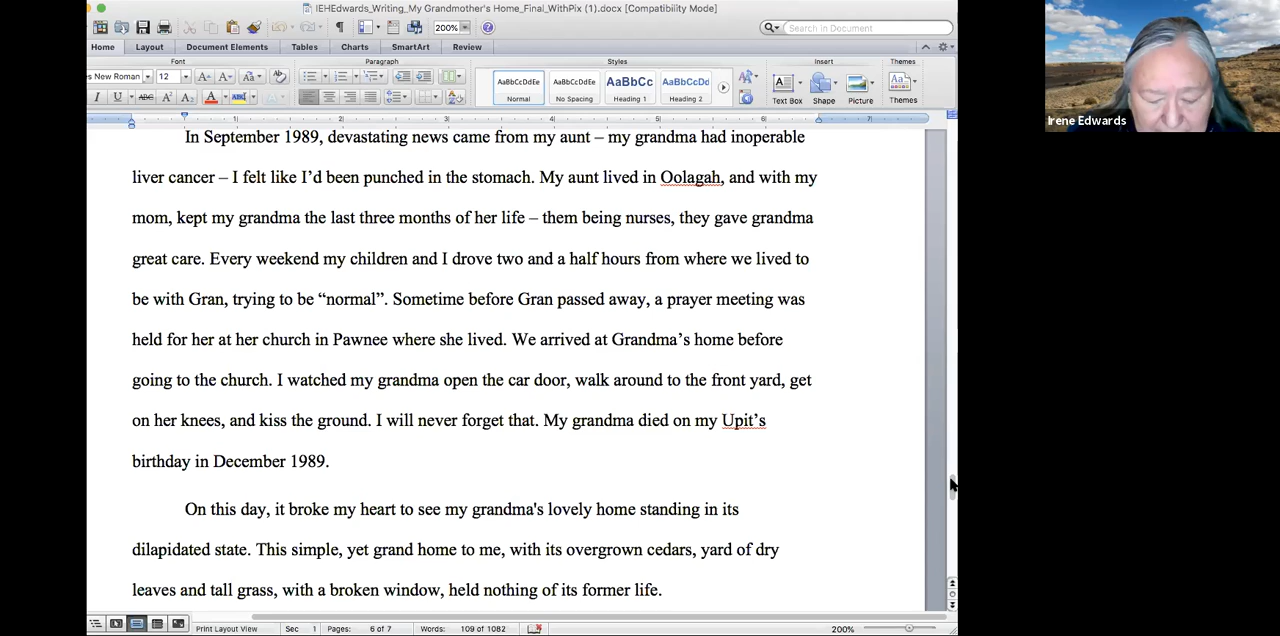 IEHEdwards_Writing_My Grandmother's Home_Final_WithPix (1).docx [Compatibility Mode]
200%
Search in Document
Home Layout Document Elements Tables Charts SmartArt Review
Font Paragraph Styles Insert Themes
s New Roman 12
AaBbCcDdEe AaBbCcDdEe AaBbCc AaBbCcDd
Normal No Spacing Heading 1 Heading 2
Text Box Shape Picture Themes
1 2 3 4 5 6 7
In September 1989, devastating news came from my aunt – my grandma had inoperable
liver cancer – I felt like I’d been punched in the stomach. My aunt lived in Oolagah, and with my
mom, kept my grandma the last three months of her life – them being nurses, they gave grandma
great care. Every weekend my children and I drove two and a half hours from where we lived to
be with Gran, trying to be “normal”. Sometime before Gran passed away, a prayer meeting was
held for her at her church in Pawnee where she lived. We arrived at Grandma’s home before
going to the church. I watched my grandma open the car door, walk around to the front yard, get
on her knees, and kiss the ground. I will never forget that. My grandma died on my Upit’s
birthday in December 1989.
On this day, it broke my heart to see my grandma's lovely home standing in its
dilapidated state. This simple, yet grand home to me, with its overgrown cedars, yard of dry
leaves and tall grass, with a broken window, held nothing of its former life.
Print Layout View Sec 1 Pages: 6 of 7 Words: 109 of 1082 200%
Irene Edwards